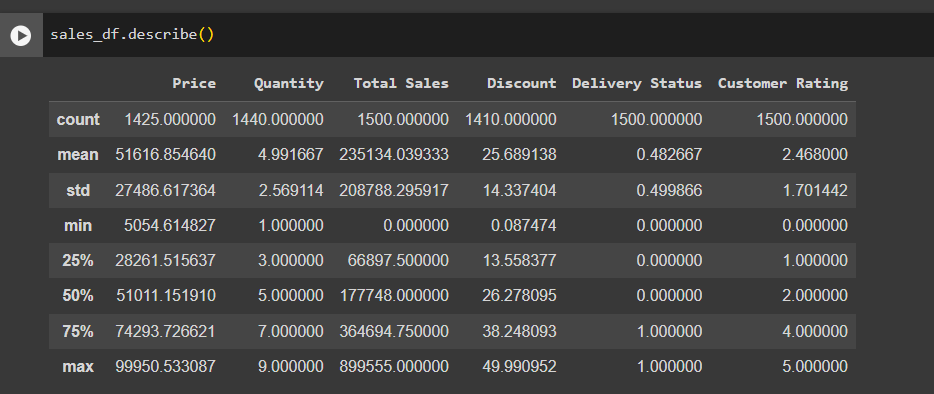 sales_df.describe()
Price Quantity Total Sales Discount Delivery Status Customer Rating
count 1425.000000 1440.000000 1500.000000 1410.000000 1500.000000 1500.000000
mean 51616.854640 4.991667 235134.039333 25.689138 0.482667 2.468000
std 27486.617364 2.569114 208788.295917 14.337404 0.499866 1.701442
min 5054.614827 1.000000 0.000000 0.087474 0.000000 0.000000
25% 28261.515637 3.000000 66897.500000 13.558377 0.000000 1.000000
50% 51011.151910 5.000000 177748.000000 26.278095 0.000000 2.000000
75% 74293.726621 7.000000 364694.750000 38.248093 1.000000 4.000000
max 99950.533087 9.000000 899555.000000 49.990952 1.000000 5.000000